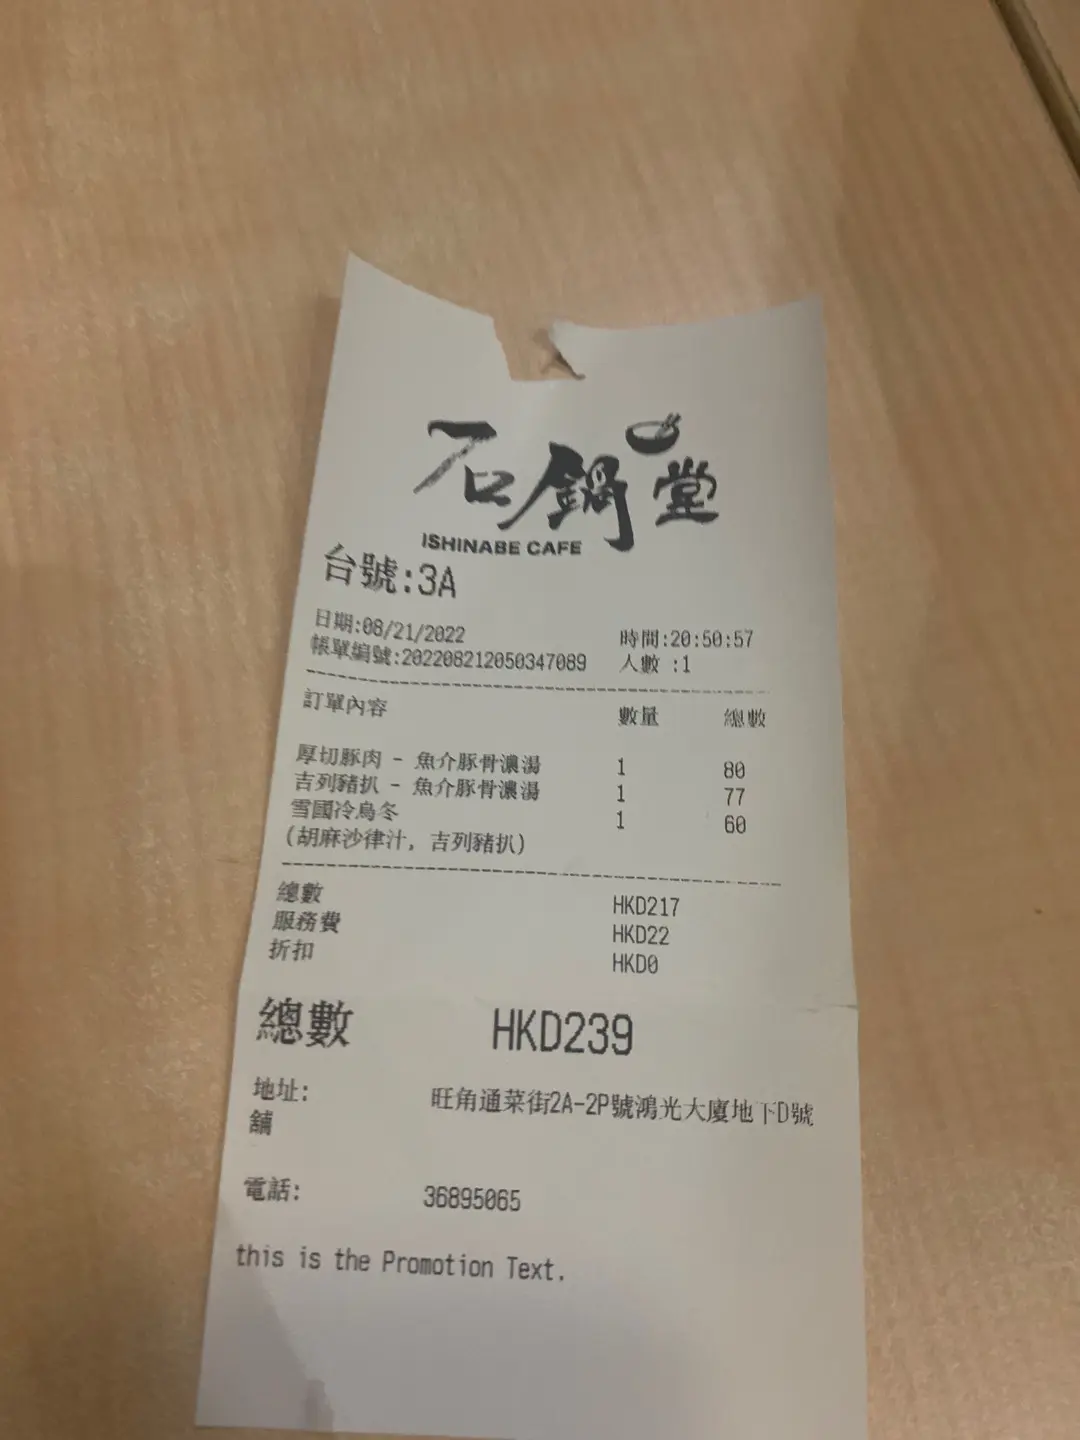 石鍋堂
ISHINABE CAFE
台號:3A
日期:08/21/2022 時間:20:50:57
帳單編號:202208212050347089 人數 :1
訂單內容 數量 總數
厚切豚肉 - 魚介豚骨濃湯 1 80
吉列豬扒 - 魚介豚骨濃湯 1 77
雪國冷烏冬 1 60
(胡麻沙律汁, 吉列豬扒)
總數 HKD217
服務費 HKD22
折扣 HKD0
總數 HKD239
地址: 旺角通菜街2A-2P號鴻光大廈地下D號
舖
電話: 36895065
this is the Promotion Text.